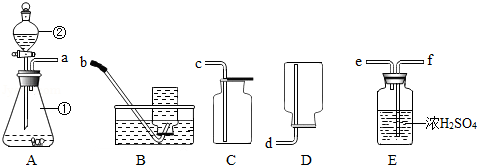 ② a b c d e f
① 浓H₂SO₄
A B C D E